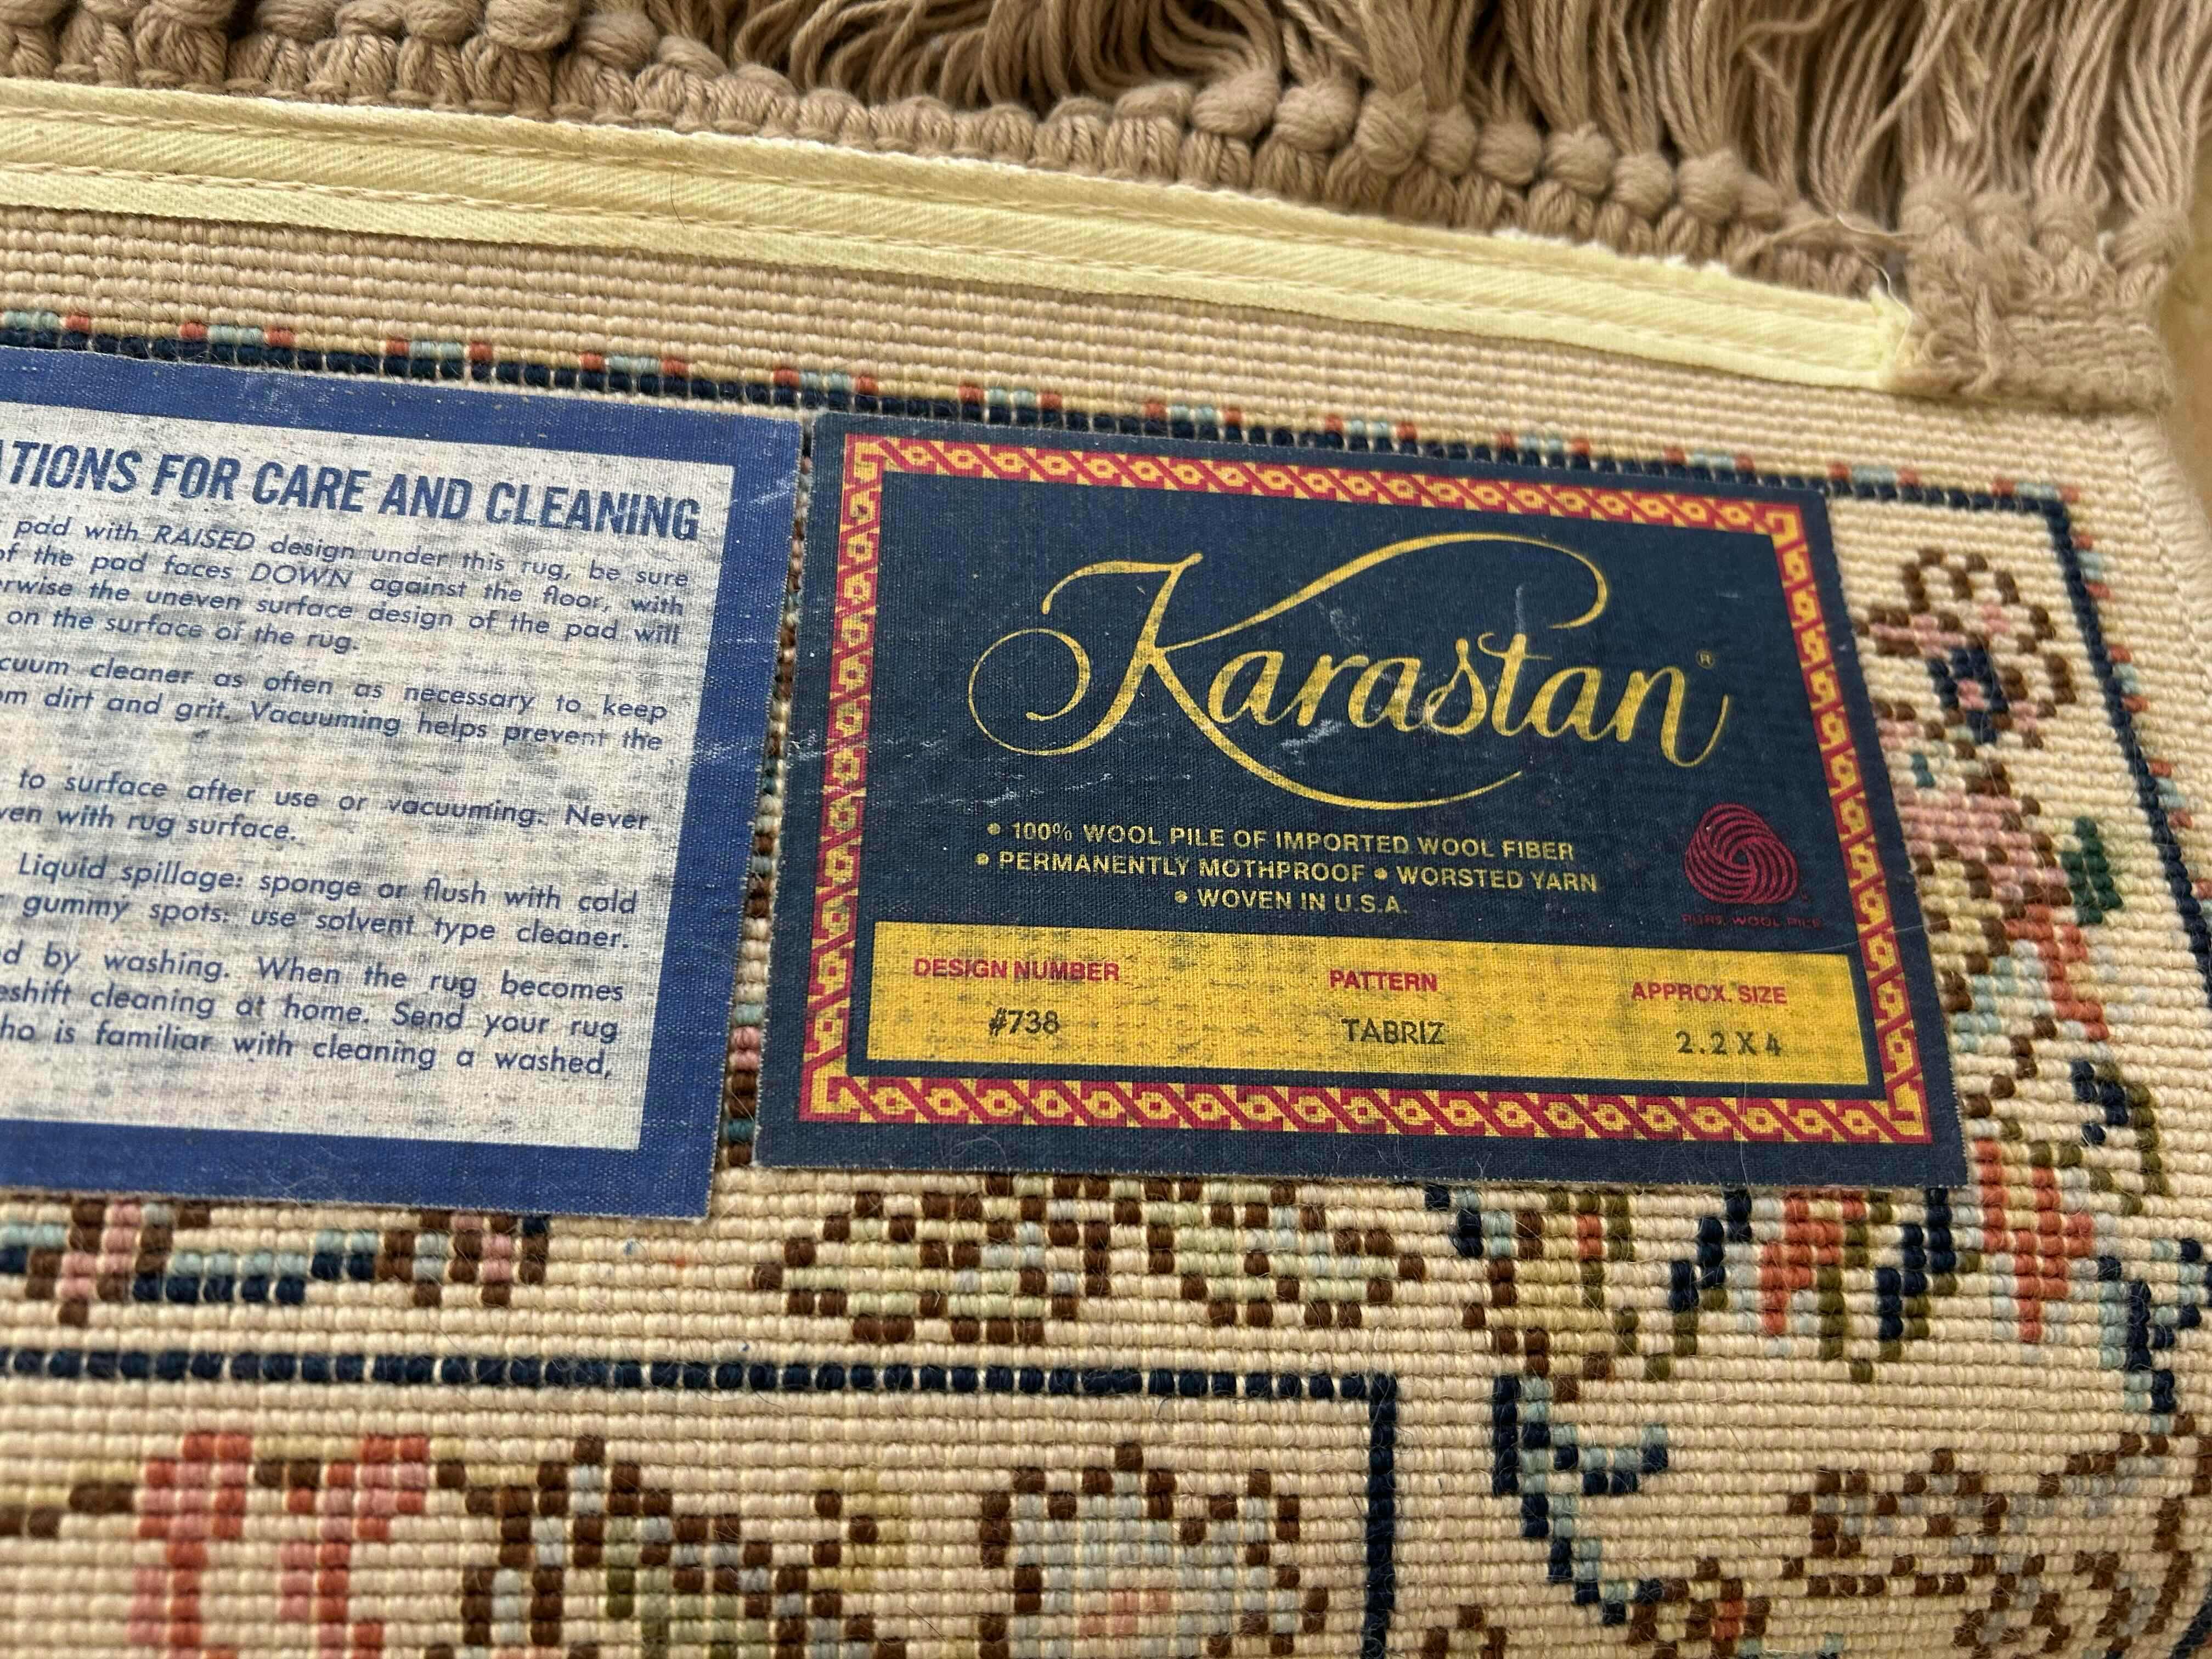 TIONS FOR CARE AND CLEANING
pad with RAISED design under this rug, be sure
of the pad faces DOWN against the floor, with
rwise the uneven surface design of the pad will
on the surface of the rug.
cuum cleaner as often as necessary to keep
om dirt and grit. Vacuuming helps prevent the
to surface after use or vacuuming. Never
ven with rug surface.
Liquid spillage: sponge or flush with cold
gummy spots: use solvent type cleaner.
d by washing. When the rug becomes
eshift cleaning at home. Send your rug
ho is familiar with cleaning a washed,
Karastan®
• 100% WOOL PILE OF IMPORTED WOOL FIBER
• PERMANENTLY MOTHPROOF • WORSTED YARN
• WOVEN IN U.S.A.
PURE WOOL PILE
DESIGN NUMBER PATTERN APPROX. SIZE
#738 TABRIZ 2.2 X 4